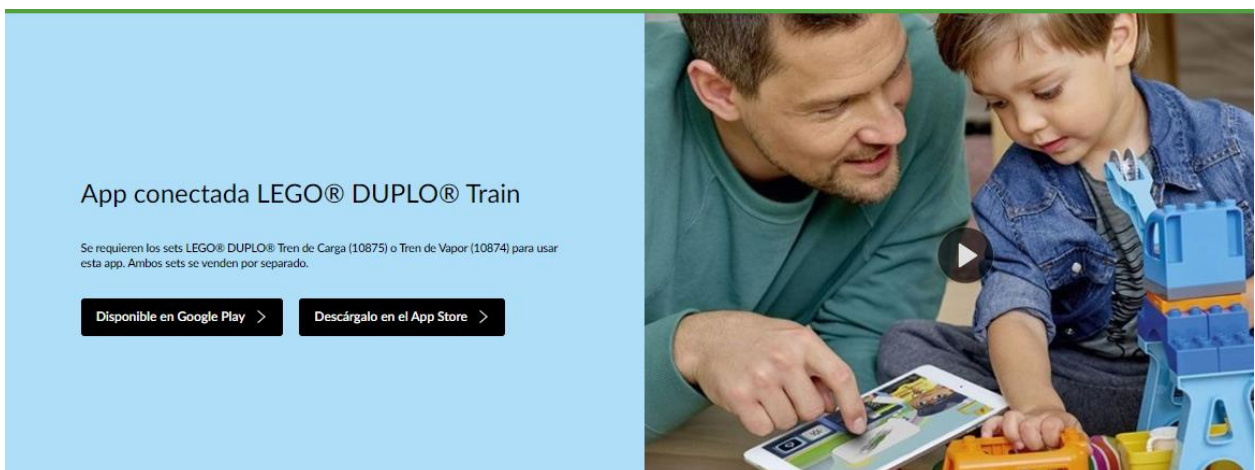 App conectada LEGO® DUPLO® Train
Se requieren los sets LEGO® DUPLO® Tren de Carga (10875) o Tren de Vapor (10874) para usar
esta app. Ambos sets se venden por separado.
Disponible en Google Play
Descárgalo en el App Store